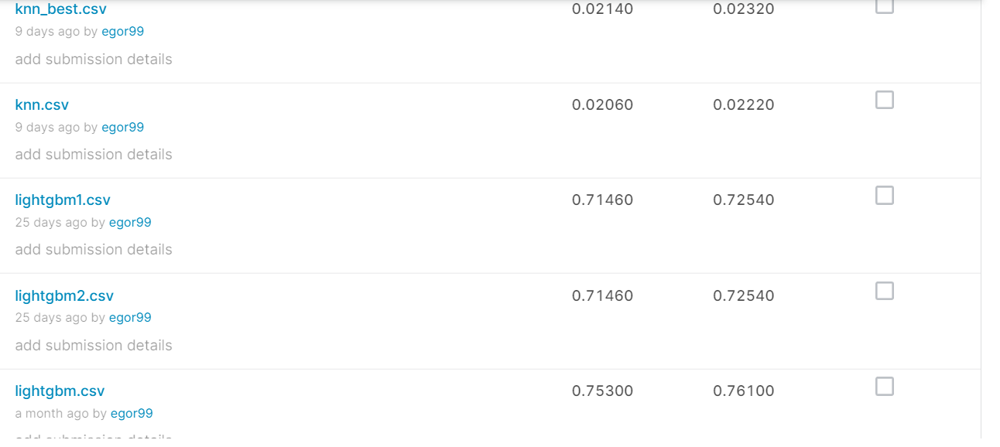 knn_best.csv 0.02140 0.02320
9 days ago by egor99
add submission details
knn.csv 0.02060 0.02220
9 days ago by egor99
add submission details
lightgbm1.csv 0.71460 0.72540
25 days ago by egor99
add submission details
lightgbm2.csv 0.71460 0.72540
25 days ago by egor99
add submission details
lightgbm.csv 0.75300 0.76100
a month ago by egor99
add submission details